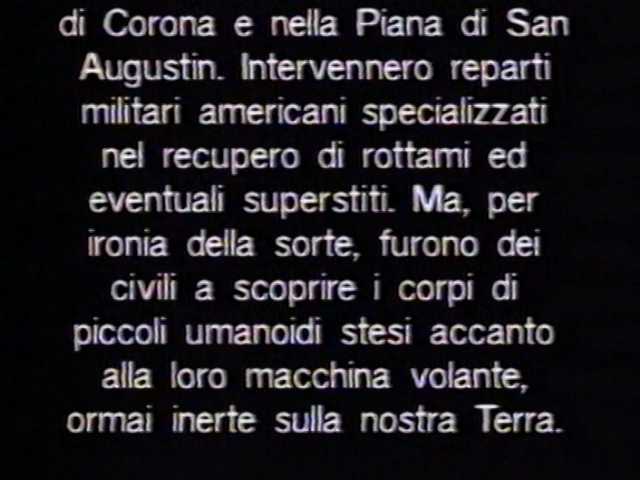 di Corona e nella Piana di San
Augustin. Intervennero reparti
militari americani specializzati
nel recupero di rottami ed
eventuali superstiti. Ma, per
ironia della sorte, furono dei
civili a scoprire i corpi di
piccoli umanoidi stesi accanto
alla loro macchina volante,
ormai inerte sulla nostra Terra.